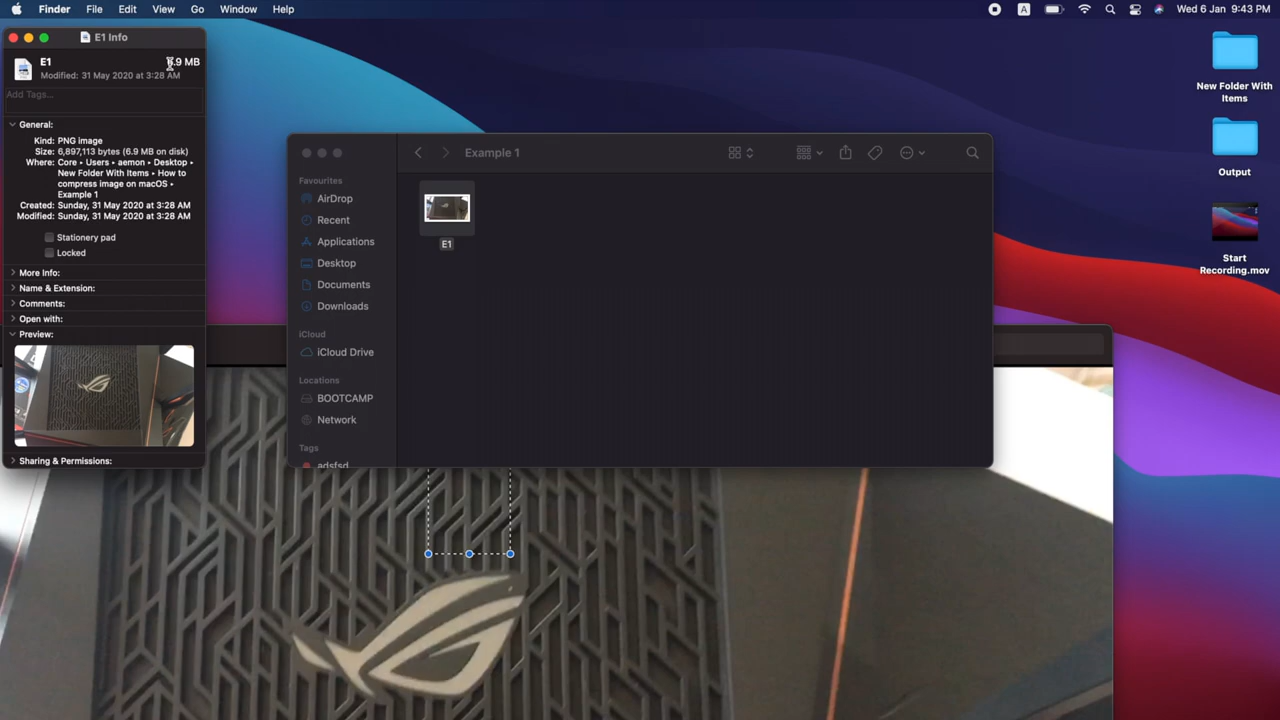 Finder File Edit View Go Window Help A Wed 6 Jan 9:43 PM
E1 Info
E1 6.9 MB
Modified: 31 May 2020 at 3:28 AM
Add Tags...
General:
Kind: PNG image
Size: 6,897,113 bytes (6.9 MB on disk)
Where: Core ▸ Users ▸ aemon ▸ Desktop ▸
New Folder With Items ▸ How to
compress image on macOS ▸
Example 1
Created: Sunday, 31 May 2020 at 3:28 AM
Modified: Sunday, 31 May 2020 at 3:28 AM
Stationery pad
Locked
More Info:
Name & Extension:
Comments:
Open with:
Preview:
Sharing & Permissions:
Example 1
Favourites
AirDrop
Recent
Applications
Desktop
Documents
Downloads
iCloud
iCloud Drive
Locations
BOOTCAMP
Network
Tags
adsfsd
E1
New Folder With
Items
Output
Start
Recording.mov